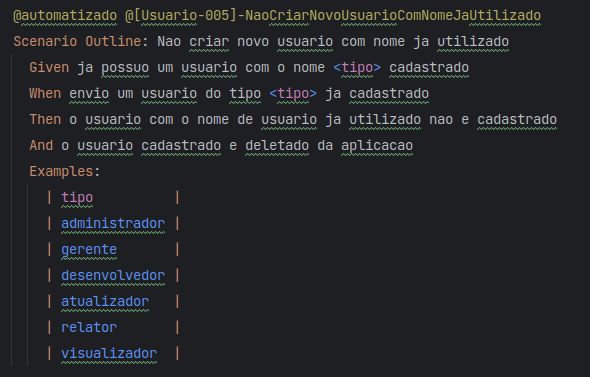 @automatizado @[Usuario-005]-NaoCriarNovoUsuarioComNomeJaUtilizado
Scenario Outline: Nao criar novo usuario com nome ja utilizado
Given ja possuo um usuario com o nome <tipo> cadastrado
When envio um usuario do tipo <tipo> ja cadastrado
Then o usuario com o nome de usuario ja utilizado nao e cadastrado
And o usuario cadastrado e deletado da aplicacao
Examples:
| tipo |
| administrador |
| gerente |
| desenvolvedor |
| atualizador |
| relator |
| visualizador |